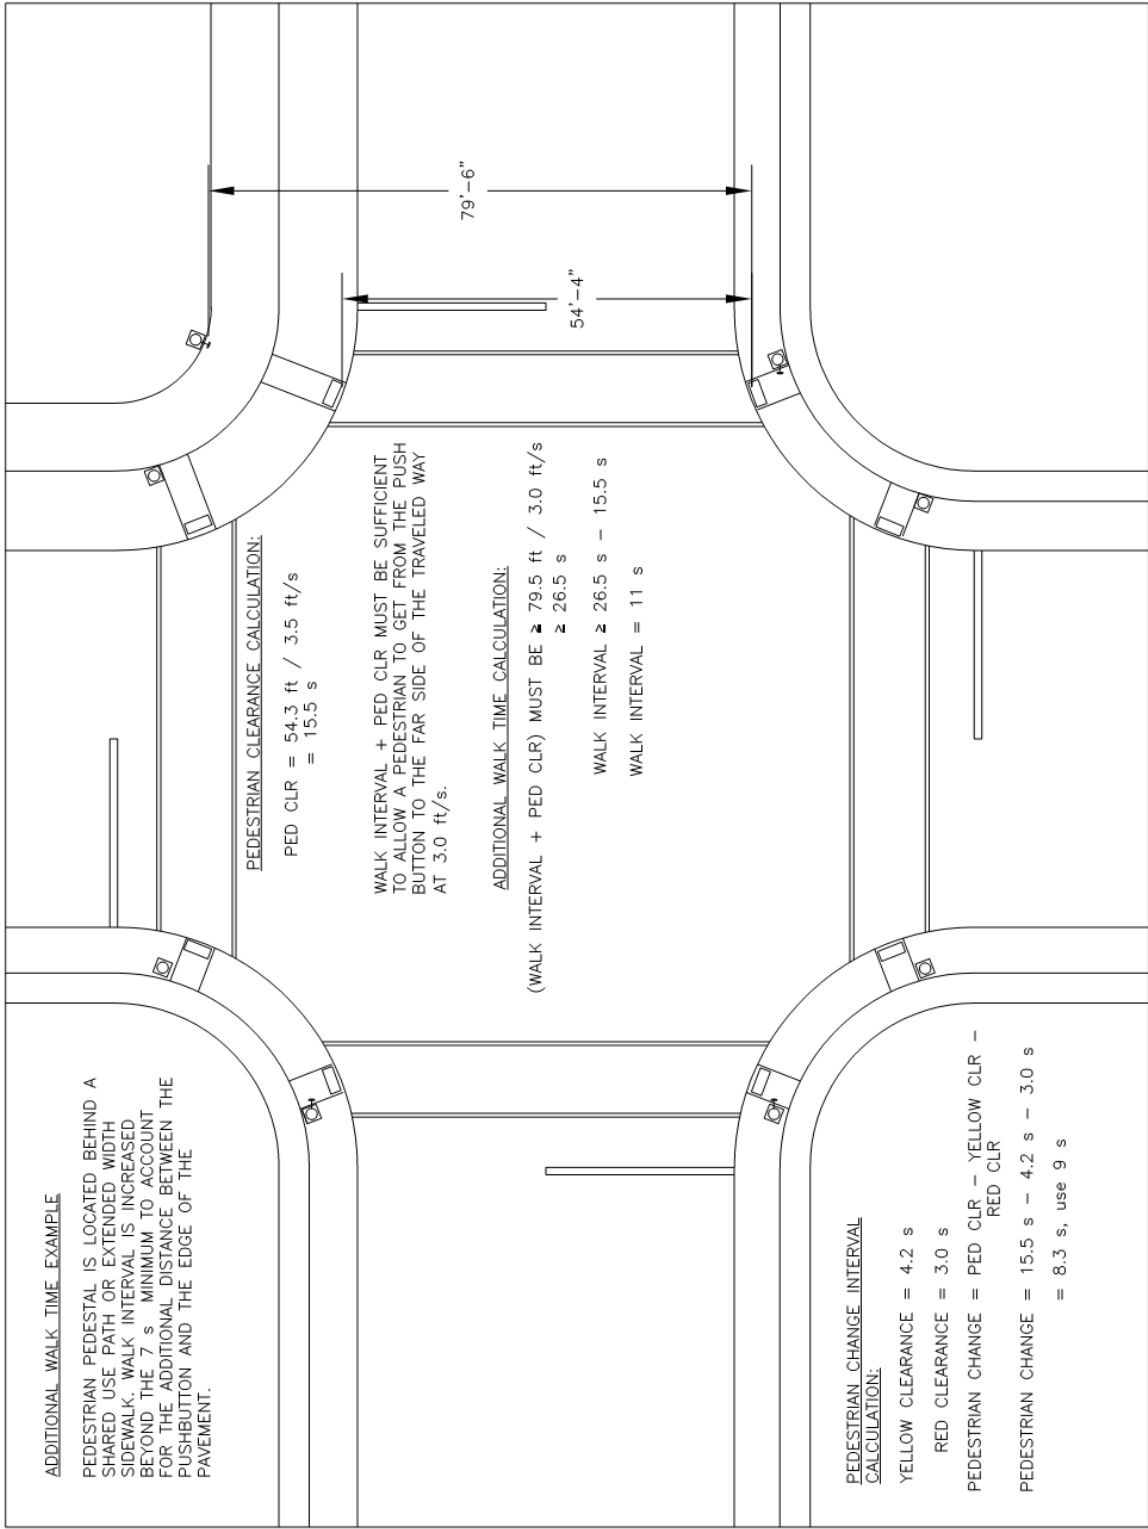 ADDITIONAL WALK TIME EXAMPLE
PEDESTRIAN PEDESTAL IS LOCATED BEHIND A
SHARED USE PATH OR EXTENDED WIDTH
SIDEWALK. WALK INTERVAL IS INCREASED
BEYOND THE 7 s MINIMUM TO ACCOUNT
FOR THE ADDITIONAL DISTANCE BETWEEN THE
PUSHBUTTON AND THE EDGE OF THE
PAVEMENT.
PEDESTRIAN CLEARANCE CALCULATION:
PED CLR = 54.3 ft / 3.5 ft/s
= 15.5 s
WALK INTERVAL + PED CLR MUST BE SUFFICIENT
TO ALLOW A PEDESTRIAN TO GET FROM THE PUSH
BUTTON TO THE FAR SIDE OF THE TRAVELED WAY
AT 3.0 ft/s.
ADDITIONAL WALK TIME CALCULATION:
(WALK INTERVAL + PED CLR) MUST BE ≥ 79.5 ft / 3.0 ft/s
≥ 26.5 s
WALK INTERVAL ≥ 26.5 s – 15.5 s
WALK INTERVAL = 11 s
79'-6"
54'-4"
PEDESTRIAN CHANGE INTERVAL
CALCULATION:
YELLOW CLEARANCE = 4.2 s
RED CLEARANCE = 3.0 s
PEDESTRIAN CHANGE = PED CLR – YELLOW CLR –
RED CLR
PEDESTRIAN CHANGE = 15.5 s – 4.2 s – 3.0 s
= 8.3 s, use 9 s